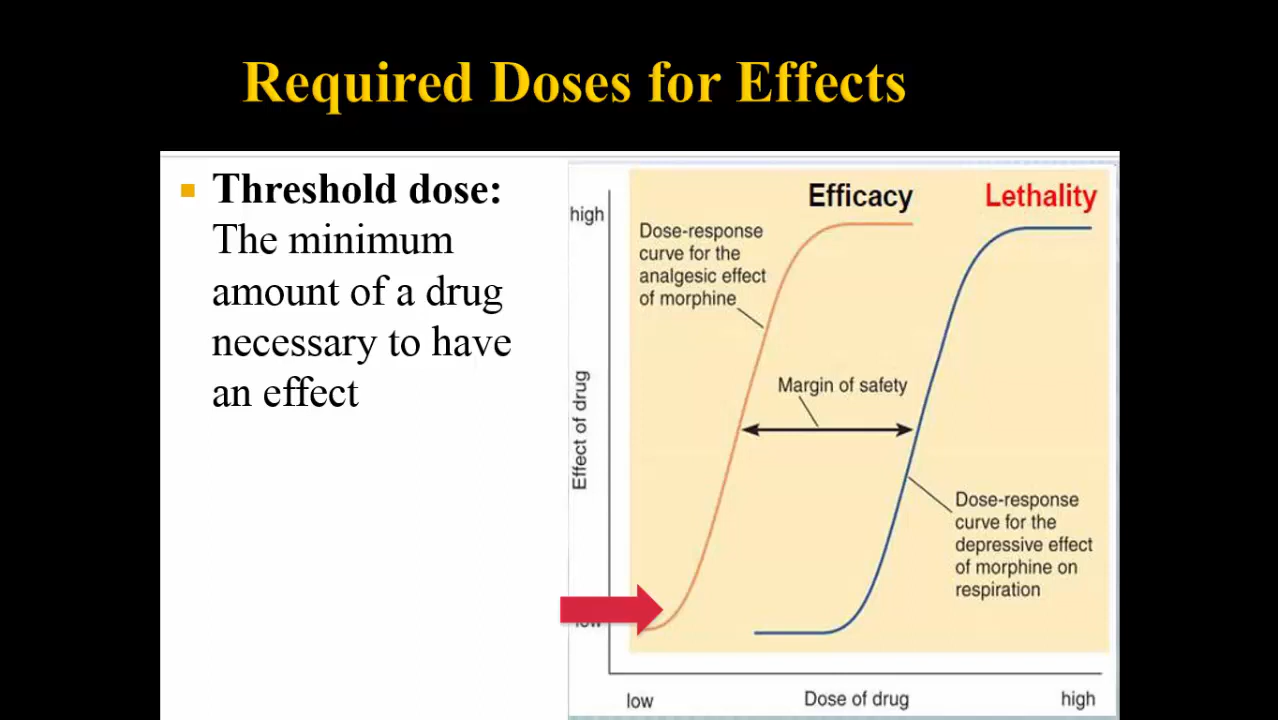 Required Doses for Effects
Threshold dose:
The minimum
amount of a drug
necessary to have
an effect
Efficacy
Lethality
high
Dose-response
curve for the
analgesic effect
of morphine
Margin of safety
Effect of drug
Dose-response
curve for the
depressive effect
of morphine on
respiration
low
low
Dose of drug
high